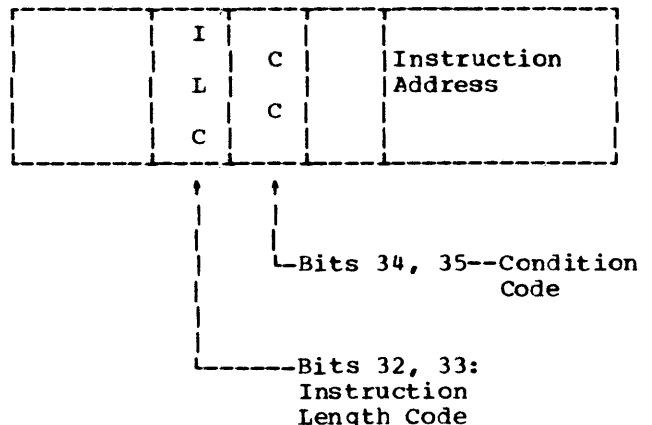 I
L
C
C
C
Instruction
Address
Bits 34, 35--Condition
Code
Bits 32, 33:
Instruction
Length Code